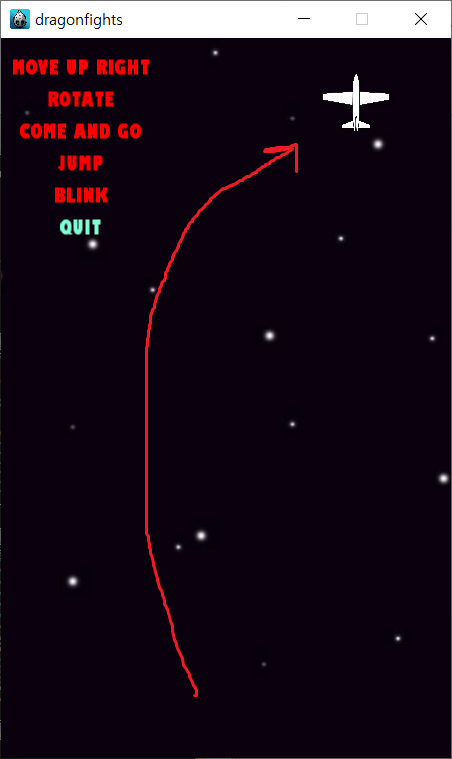 dragonfights
MOVE UP RIGHT
ROTATE
COME AND GO
JUMP
BLINK
QUIT